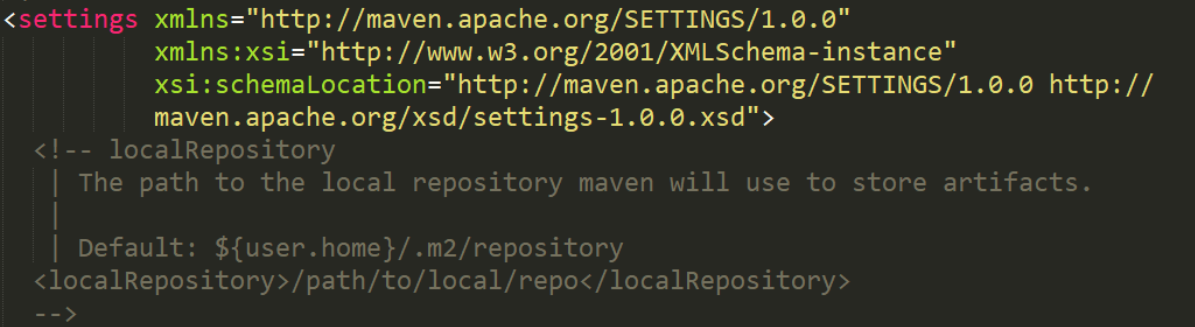 <settings xmlns="http://maven.apache.org/SETTINGS/1.0.0"
xmlns:xsi="http://www.w3.org/2001/XMLSchema-instance"
xsi:schemaLocation="http://maven.apache.org/SETTINGS/1.0.0 http://
maven.apache.org/xsd/settings-1.0.0.xsd">
<!-- localRepository
| The path to the local repository maven will use to store artifacts.
|
| Default: ${user.home}/.m2/repository
<localRepository>/path/to/local/repo</localRepository>
-->